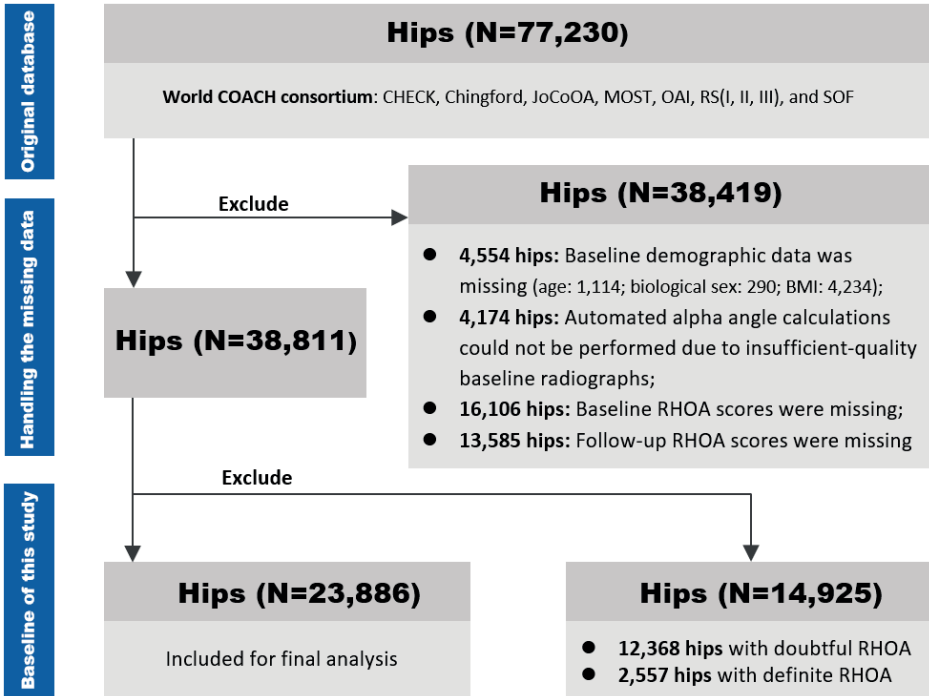 Original database
Hips (N=77,230)
World COACH consortium: CHECK, Chingford, JoCoOA, MOST, OAI, RS(I, II, III), and SOF
Handling the missing data
Exclude
Hips (N=38,419)
● 4,554 hips: Baseline demographic data was
missing (age: 1,114; biological sex: 290; BMI: 4,234);
● 4,174 hips: Automated alpha angle calculations
could not be performed due to insufficient-quality
baseline radiographs;
● 16,106 hips: Baseline RHOA scores were missing;
● 13,585 hips: Follow-up RHOA scores were missing
Hips (N=38,811)
Baseline of this study
Exclude
Hips (N=23,886)
Included for final analysis
Hips (N=14,925)
● 12,368 hips with doubtful RHOA
● 2,557 hips with definite RHOA